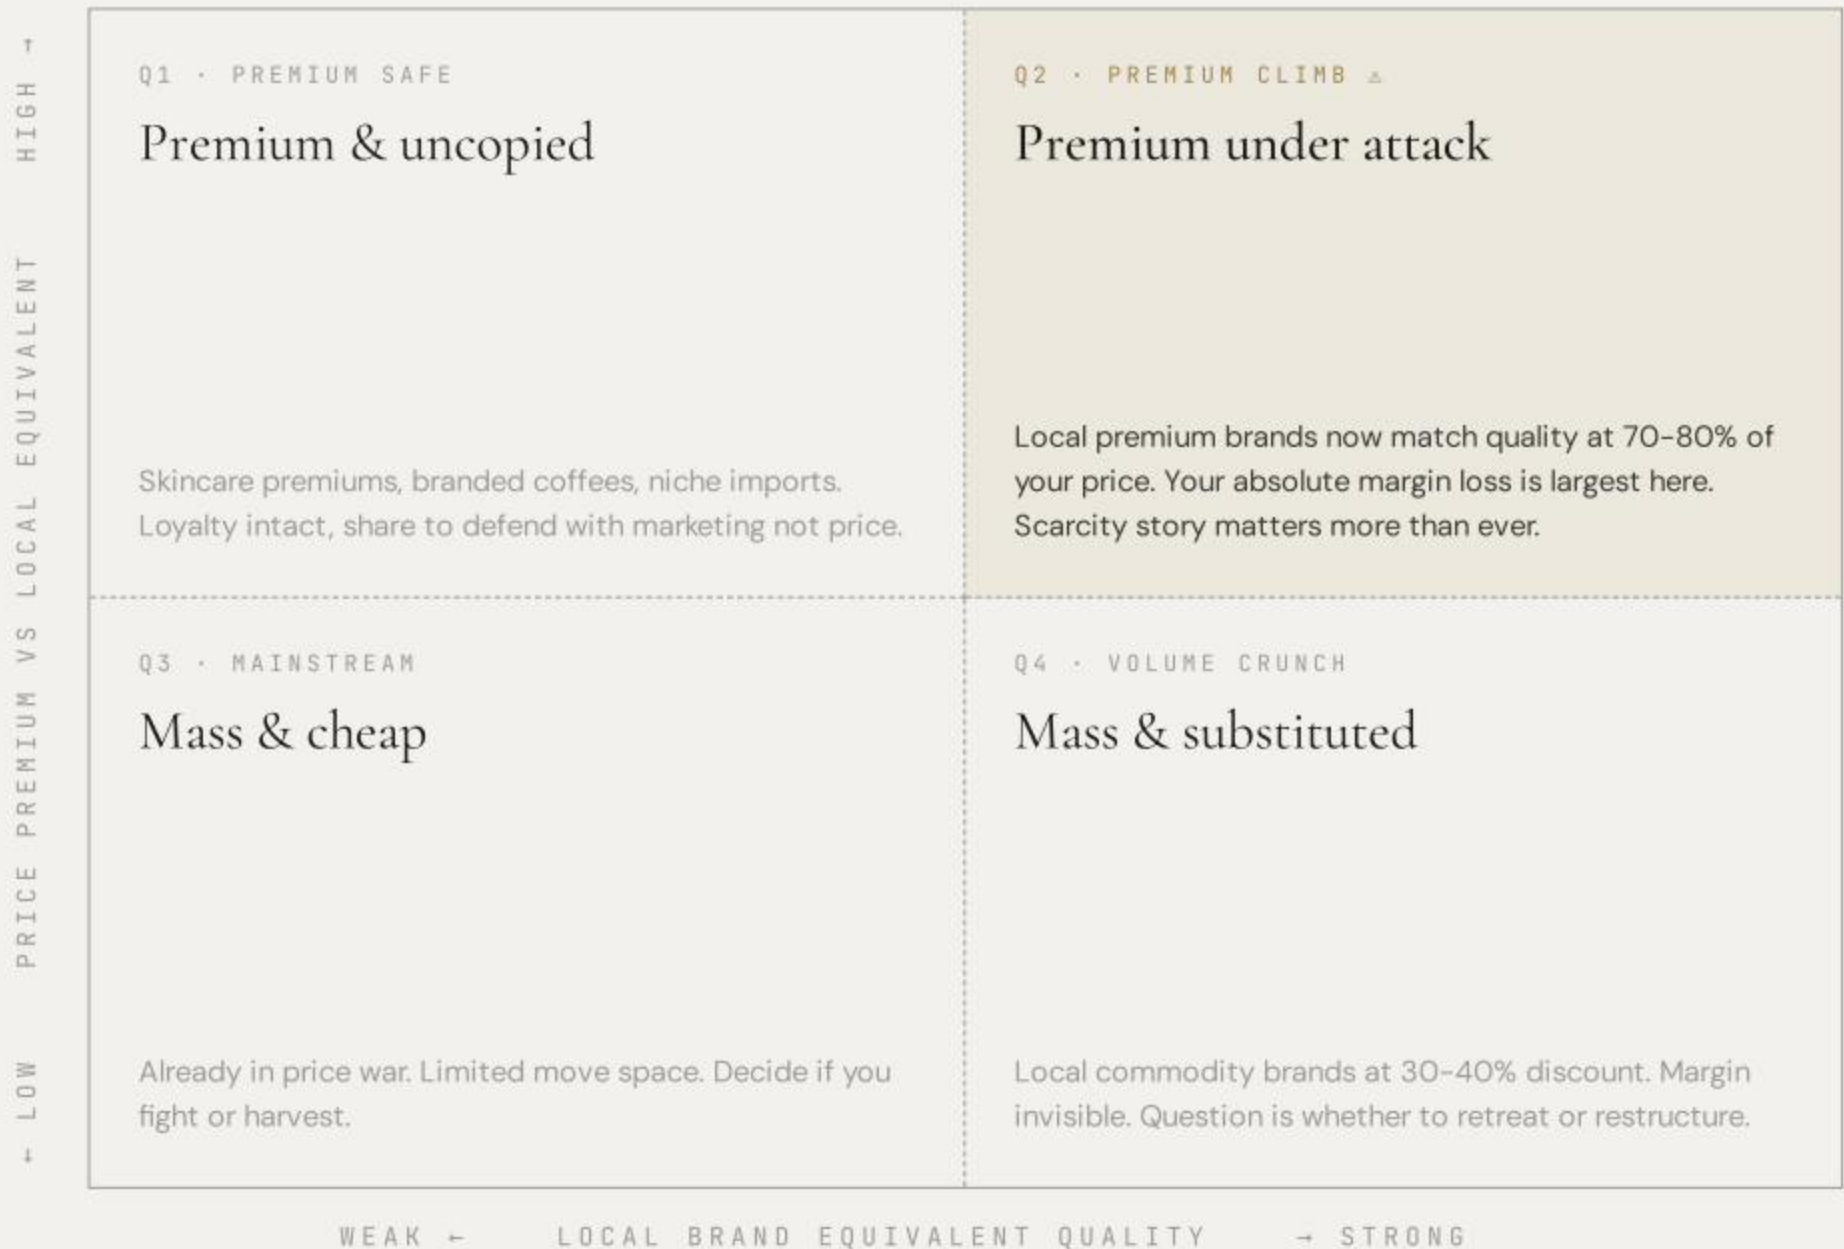 HIGH →
PRICE PREMIUM VS LOCAL EQUIVALENT
← LOW
Q1 · PREMIUM SAFE
Premium & uncopied
Skincare premiums, branded coffees, niche imports.
Loyalty intact, share to defend with marketing not price.
Q2 · PREMIUM CLIMB ⚠
Premium under attack
Local premium brands now match quality at 70–80% of
your price. Your absolute margin loss is largest here.
Scarcity story matters more than ever.
Q3 · MAINSTREAM
Mass & cheap
Already in price war. Limited move space. Decide if you
fight or harvest.
Q4 · VOLUME CRUNCH
Mass & substituted
Local commodity brands at 30–40% discount. Margin
invisible. Question is whether to retreat or restructure.
WEAK ← LOCAL BRAND EQUIVALENT QUALITY → STRONG